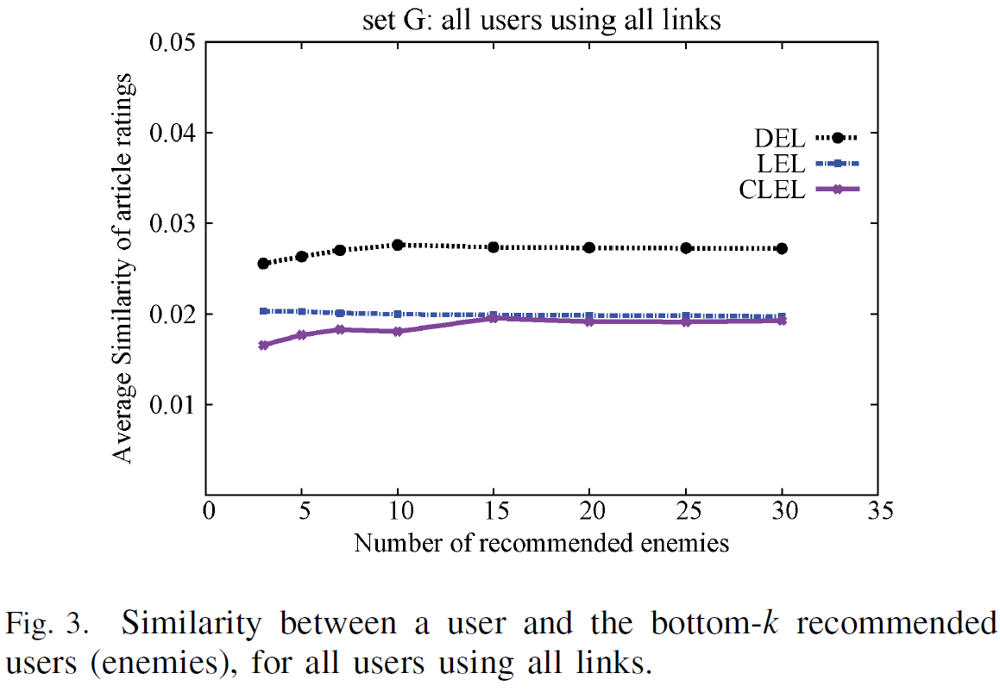 set G: all users using all links
0.05
0.04
0.03
0.02
0.01
Average Similarity of article ratings
DEL
LEL
CLEL
0 5 10 15 20 25 30 35
Number of recommended enemies
Fig. 3. Similarity between a user and the bottom-k recommended
users (enemies), for all users using all links.